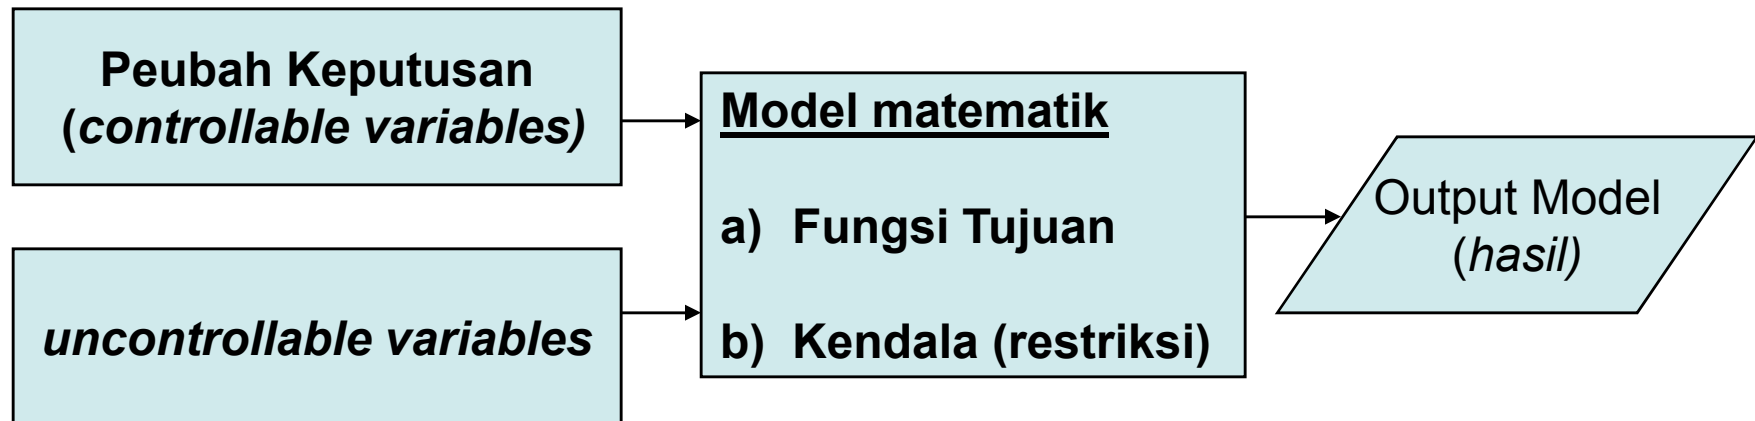 Peubah Keputusan
(controllable variables)
uncontrollable variables
Model matematik
a) Fungsi Tujuan
b) Kendala (restriksi)
Output Model
(hasil)